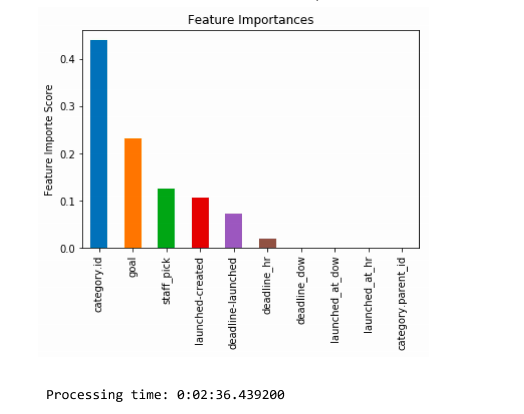 Feature Importances
Feature Importe Score
0.4
0.3
0.2
0.1
0.0
category.id
goal
staff_pick
launched-created
deadline-launched
deadline_hr
deadline_dow
launched_at_dow
launched_at_hr
category.parent_id
Processing time: 0:02:36.439200